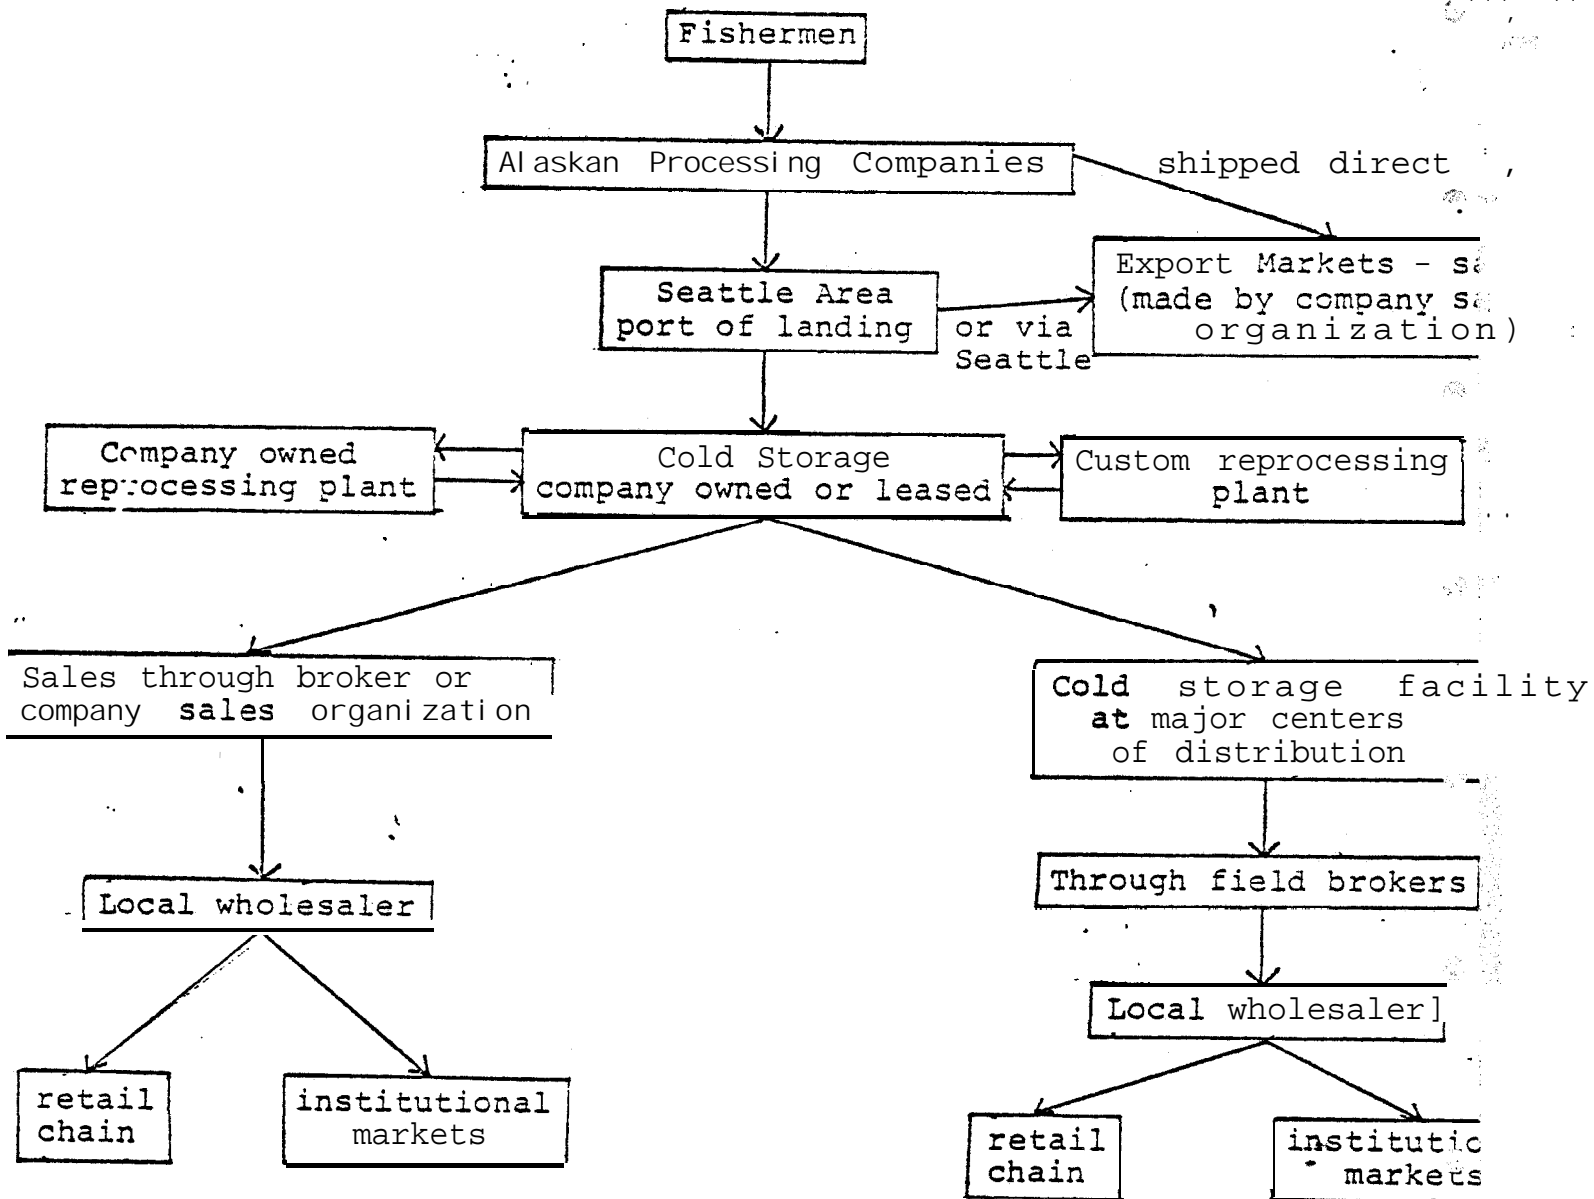 Fishermen
Alaskan Processing Companies
shipped direct
Export Markets -
(made by company
organization)
Seattle Area
port of landing
or via
Seattle
Company owned
reprocessing plant
Cold Storage
company owned or leased
Custom reprocessing
plant
Sales through broker or
company sales organization
Cold storage facility
at major centers
of distribution
Through field brokers
Local wholesaler
Local wholesaler
retail
chain
institutional
markets
retail
chain
institutio
markets